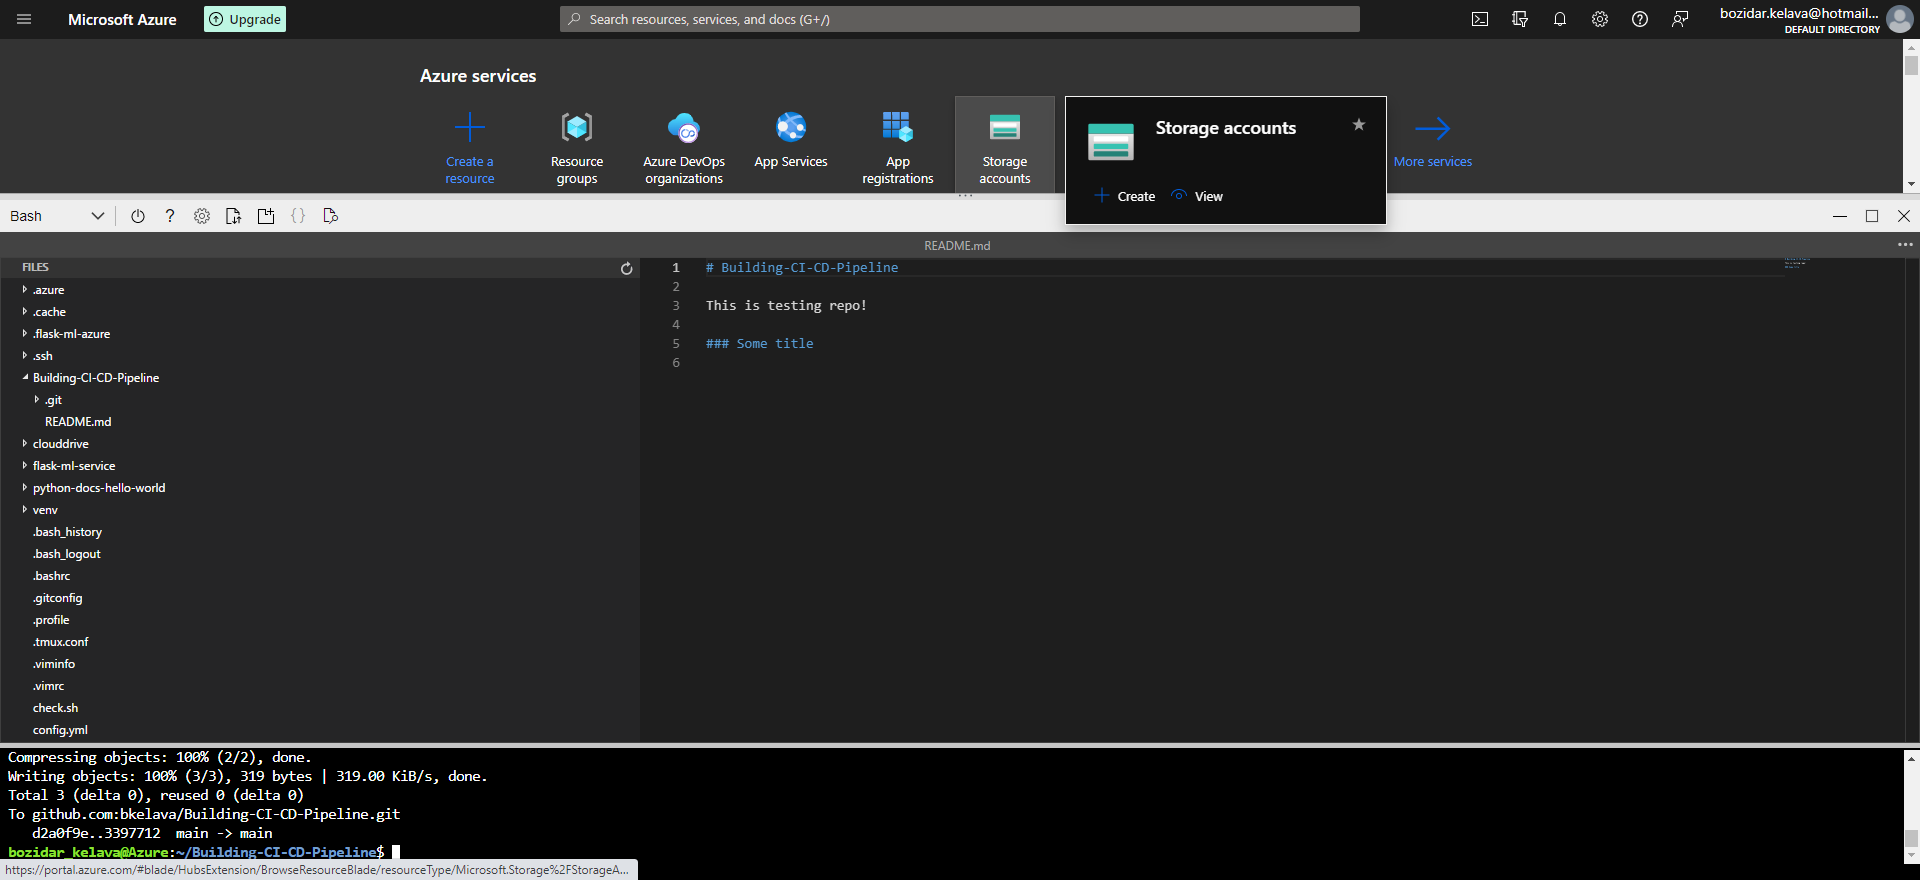 Microsoft Azure
Upgrade
Search resources, services, and docs (G+/)
bozidar.kelava@hotmail...
DEFAULT DIRECTORY
Azure services
Create a
resource
Resource
groups
Azure DevOps
organizations
App Services
App
registrations
Storage
accounts
Storage accounts
Create
View
More services
Bash
README.md
FILES
.azure
.cache
.flask-ml-azure
.ssh
Building-CI-CD-Pipeline
.git
README.md
clouddrive
flask-ml-service
python-docs-hello-world
venv
.bash_history
.bash_logout
.bashrc
.gitconfig
.profile
.tmux.conf
.viminfo
.vimrc
check.sh
config.yml
1 # Building-CI-CD-Pipeline
2
3 This is testing repo!
4
5 ### Some title
6
Compressing objects: 100% (2/2), done.
Writing objects: 100% (3/3), 319 bytes | 319.00 KiB/s, done.
Total 3 (delta 0), reused 0 (delta 0)
To github.com:bkelava/Building-CI-CD-Pipeline.git
d2a0f9e..3397712 main -> main
bozidar_kelava@Azure:~/Building-CI-CD-Pipeline$
https://portal.azure.com/#blade/HubsExtension/BrowseResourceBlade/resourceType/Microsoft.Storage%2FStorageA...